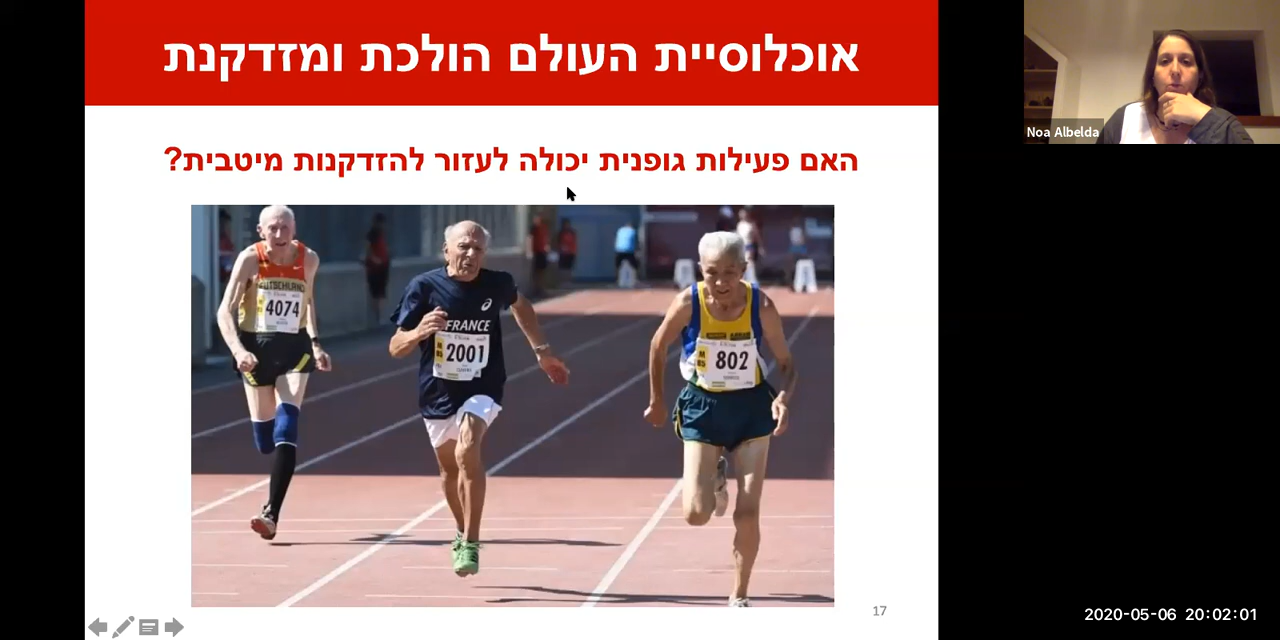 אוכלוסיית העולם הולכת ומזדקנת
האם פעילות גופנית יכולה לעזור להזדקנות מיטבית?
Noa Albelda
4074
FRANCE
2001
802
17
2020-05-06 20:02:01